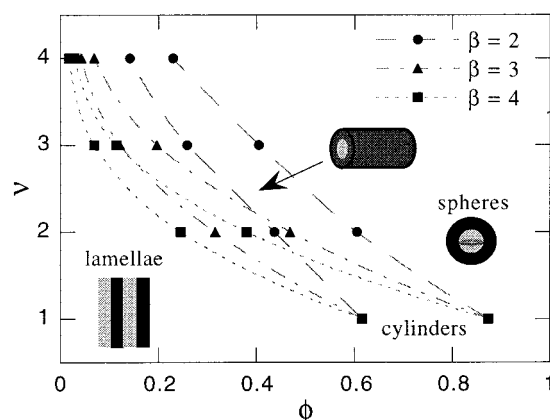 β = 2
β = 3
β = 4
4
3
2
1
ν
spheres
lamellae
cylinders
0
0.2
0.4
0.6
0.8
1
ϕ